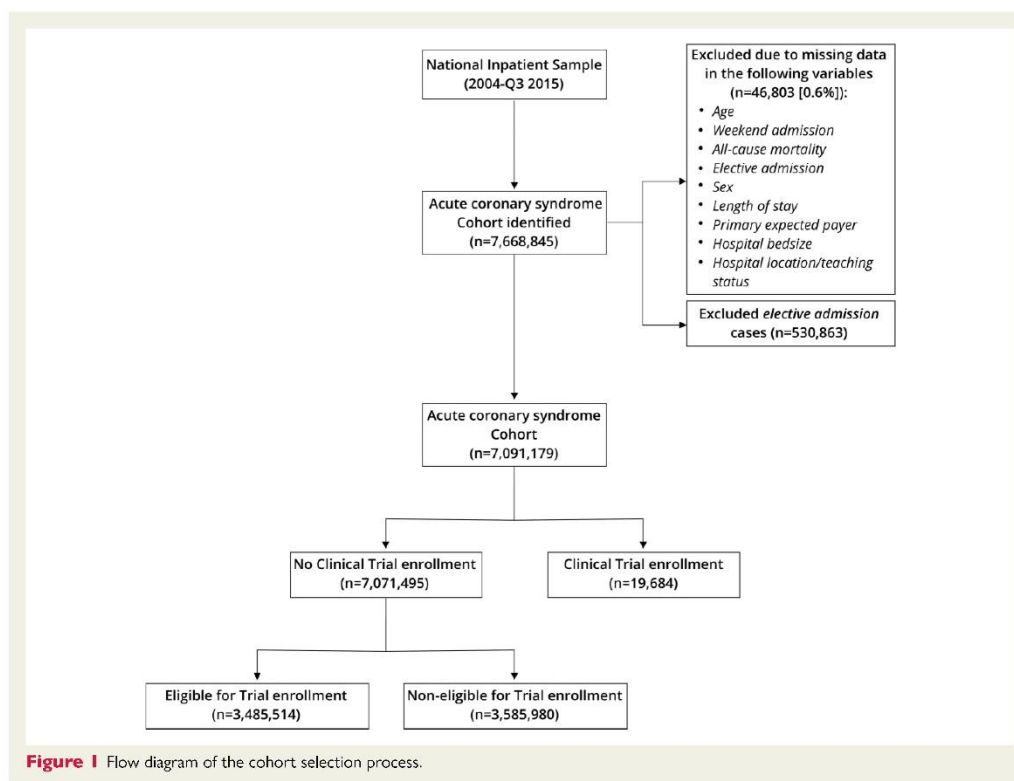 National Inpatient Sample
(2004-Q3 2015)
Excluded due to missing data
in the following variables
(n=46,803 [0.6%]):
• Age
• Weekend admission
• All-cause mortality
• Elective admission
• Sex
• Length of stay
• Primary expected payer
• Hospital bedsize
• Hospital location/teaching
status
Acute coronary syndrome
Cohort identified
(n=7,668,845)
Excluded elective admission
cases (n=530,863)
Acute coronary syndrome
Cohort
(n=7,091,179)
No Clinical Trial enrollment
(n=7,071,495)
Clinical Trial enrollment
(n=19,684)
Eligible for Trial enrollment
(n=3,485,514)
Non-eligible for Trial enrollment
(n=3,585,980)
Figure 1 Flow diagram of the cohort selection process.